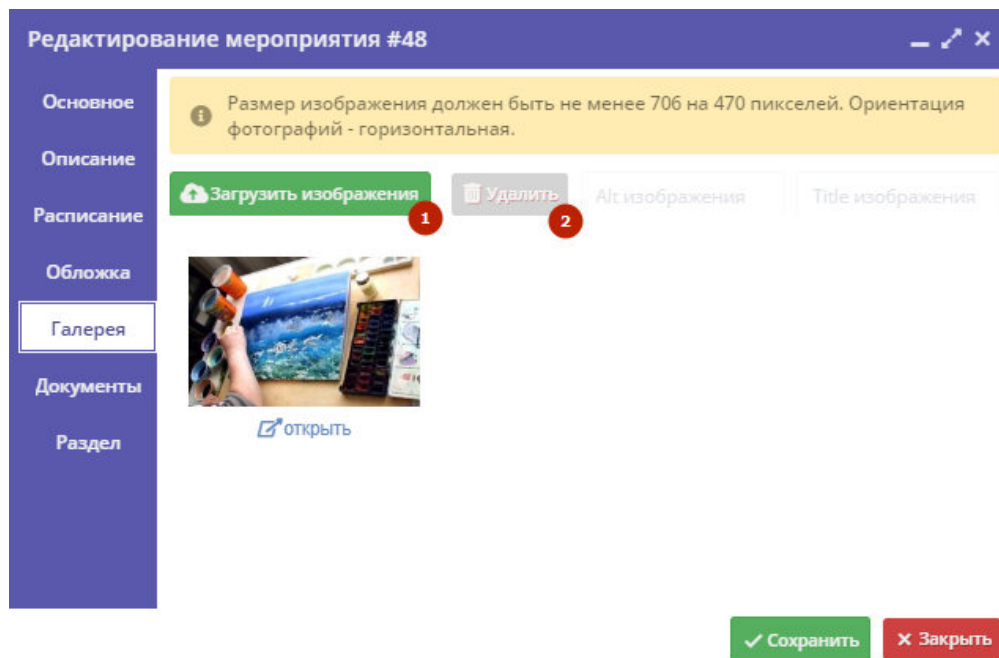 Редактирование мероприятия #48
Основное
Размер изображения должен быть не менее 706 на 470 пикселей. Ориентация
фотографий - горизонтальная.
Описание
Загрузить изображения
1
Удалить
2
Alt изображения
Title изображения
Расписание
Обложка
Галерея
Документы
открыть
Раздел
Сохранить
Закрыть